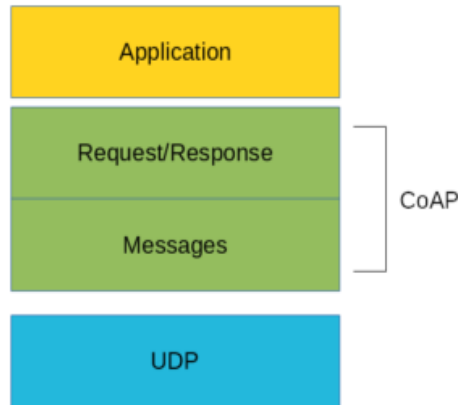 Application
Request/Response
CoAP
Messages
UDP